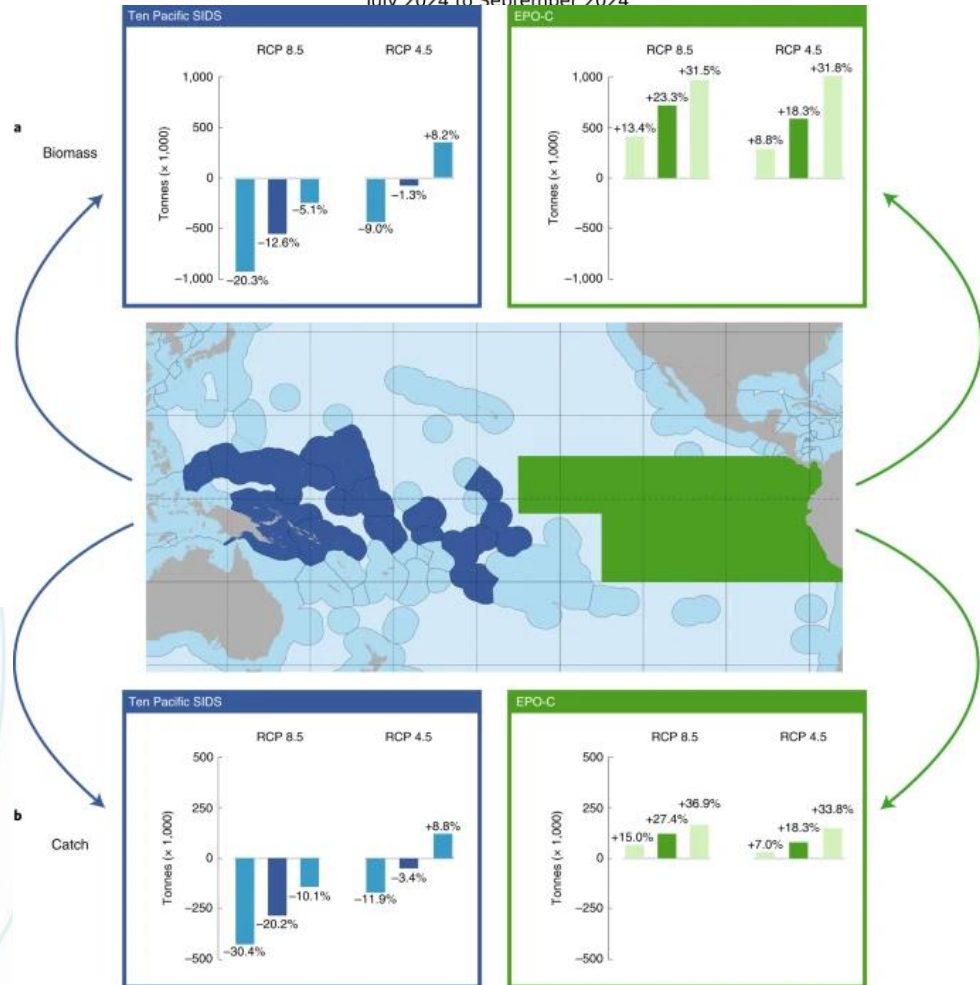 July 2024 to September 2024
Ten Pacific SIDS
RCP 8.5
RCP 4.5
a
Biomass
Tonnes (× 1,000)
1,000
500
0
−500
−1,000
−20.3%
−12.6%
−5.1%
−9.0%
−1.3%
+8.2%
EPO-C
RCP 8.5
RCP 4.5
Tonnes (× 1,000)
1,000
500
0
−500
−1,000
+13.4%
+23.3%
+31.5%
+8.8%
+18.3%
+31.8%
Ten Pacific SIDS
RCP 8.5
RCP 4.5
b
Catch
Tonnes (× 1,000)
500
250
0
−250
−500
−30.4%
−20.2%
−10.1%
−11.9%
−3.4%
+8.8%
EPO-C
RCP 8.5
RCP 4.5
Tonnes (× 1,000)
500
250
0
−250
−500
+15.0%
+27.4%
+36.9%
+7.0%
+18.3%
+33.8%